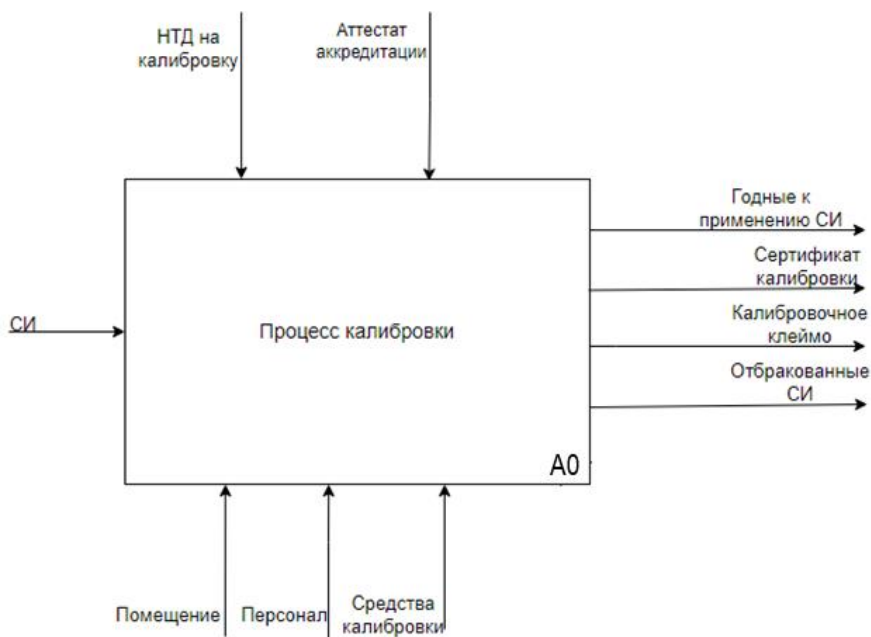 НТД на
калибровку
Аттестат
аккредитации
Годные к
применению СИ
Сертификат
калибровки
СИ
Процесс калибровки
Калибровочное
клеймо
Отбракованные
СИ
A0
Помещение
Персонал
Средства
калибровки